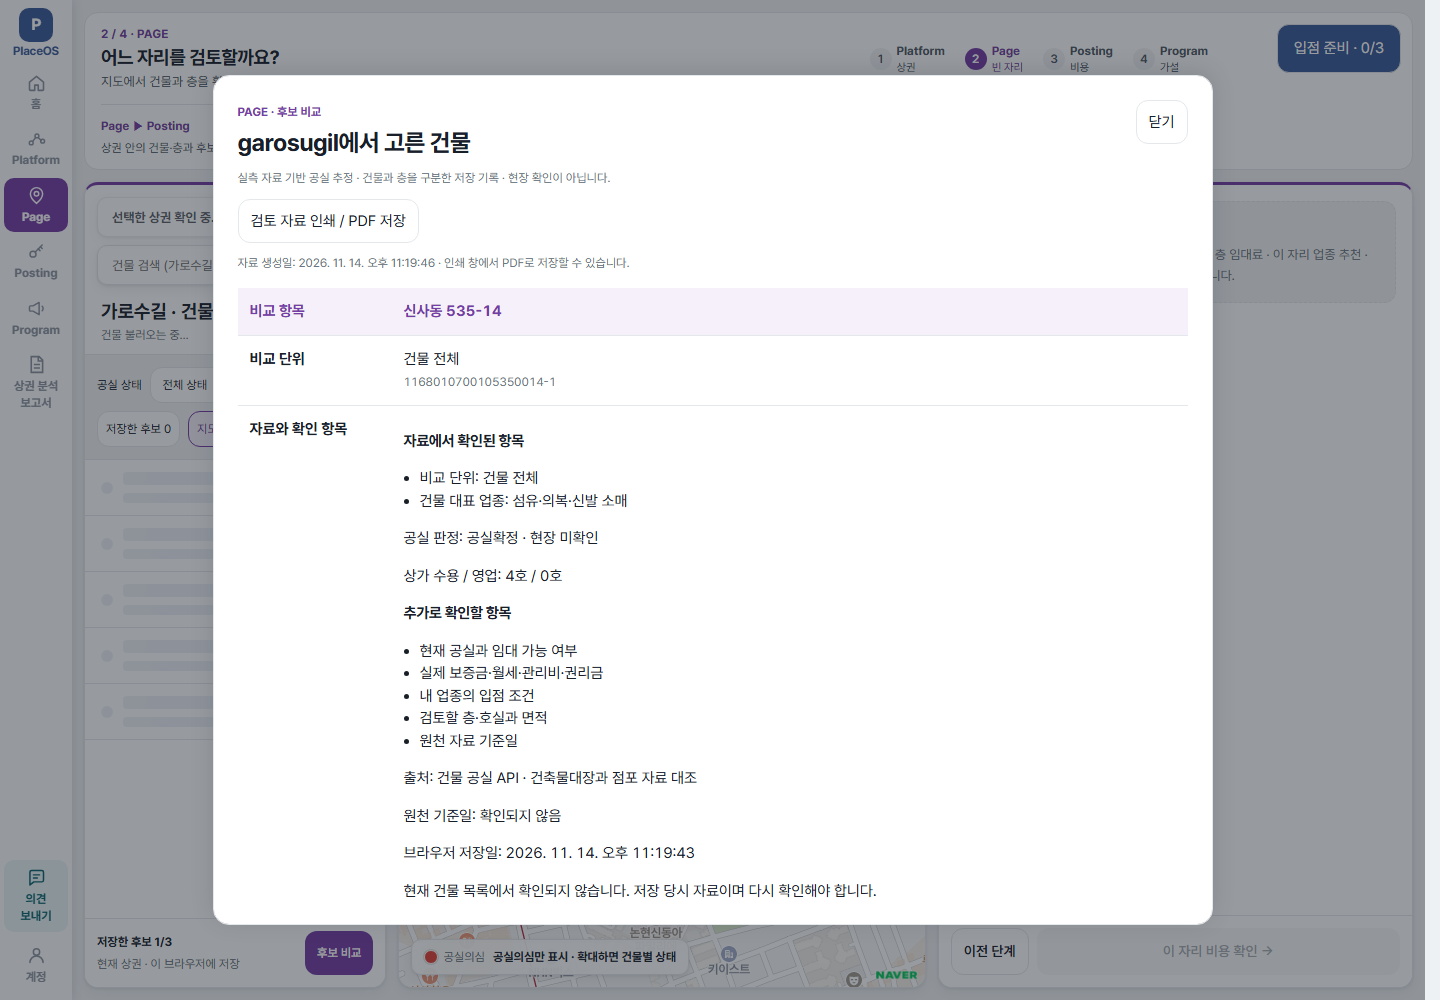 P
PlaceOS
홈
Platform
Page
Posting
Program
상권 분석
보고서
의견
보내기
계정
2 / 4 · PAGE
어느 자리를 검토할까요?
지도에서 건물과 층을
Page ▶ Posting
상권 안의 건물·층과 후보
1 Platform
상권
2 Page
빈 자리
3 Posting
비용
4 Program
가설
입점 준비 · 0/3
선택한 상권 확인 중
건물 검색 (가로수길
가로수길 · 건물
건물 불러오는 중...
공실 상태 전체 상태
저장한 후보 0
저장한 후보 1/3
현재 상권 · 이 브라우저에 저장
후보 비교
PAGE · 후보 비교
garosugil에서 고른 건물
닫기
실측 자료 기반 공실 추정 · 건물과 층을 구분한 저장 기록 · 현장 확인이 아닙니다.
검토 자료 인쇄 / PDF 저장
자료 생성일: 2026. 11. 14. 오후 11:19:46 · 인쇄 창에서 PDF로 저장할 수 있습니다.
비교 항목 신사동 535-14
비교 단위 건물 전체
1168010700105350014-1
자료와 확인 항목
자료에서 확인된 항목
• 비교 단위: 건물 전체
• 건물 대표 업종: 섬유·의복·신발 소매
공실 판정: 공실확정 · 현장 미확인
상가 수용 / 영업: 4호 / 0호
추가로 확인할 항목
• 현재 공실과 임대 가능 여부
• 실제 보증금·월세·관리비·권리금
• 내 업종의 입점 조건
• 검토할 층·호실과 면적
• 원천 자료 기준일
출처: 건물 공실 API · 건축물대장과 점포 자료 대조
원천 기준일: 확인되지 않음
브라우저 저장일: 2026. 11. 14. 오후 11:19:43
현재 건물 목록에서 확인되지 않습니다. 저장 당시 자료이며 다시 확인해야 합니다.
층 임대료 · 이 자리 업종 추천 ·
니다.
논현신동아
공실의심 공실의심만 표시 · 확대하면 건물별 상태
키이스트
NAVER
이전 단계
이 자리 비용 확인 →